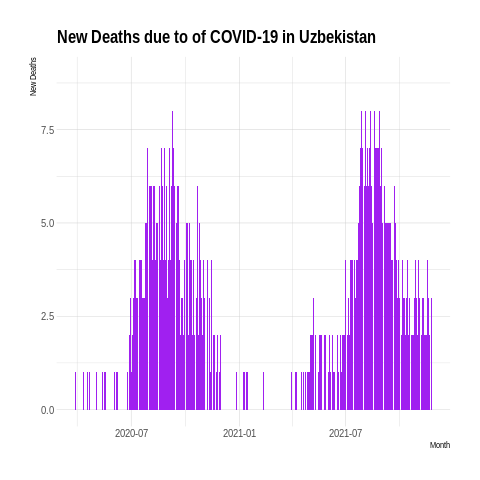 New Deaths due to of COVID-19 in Uzbekistan
New Deaths
7.5
5.0
2.5
0.0
2020-07
2021-01
2021-07
Month